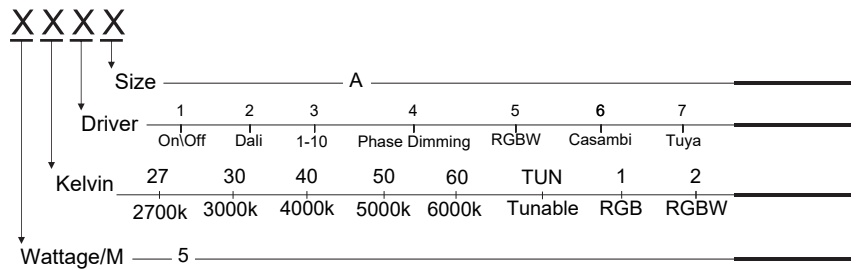 X X X X
Size A
1 2 3 4 5 6 7
Driver
On\Off Dali 1-10 Phase Dimming RGBW Casambi Tuya
27 30 40 50 60 TUN 1 2
Kelvin
2700k 3000k 4000k 5000k 6000k Tunable RGB RGBW
Wattage/M 5